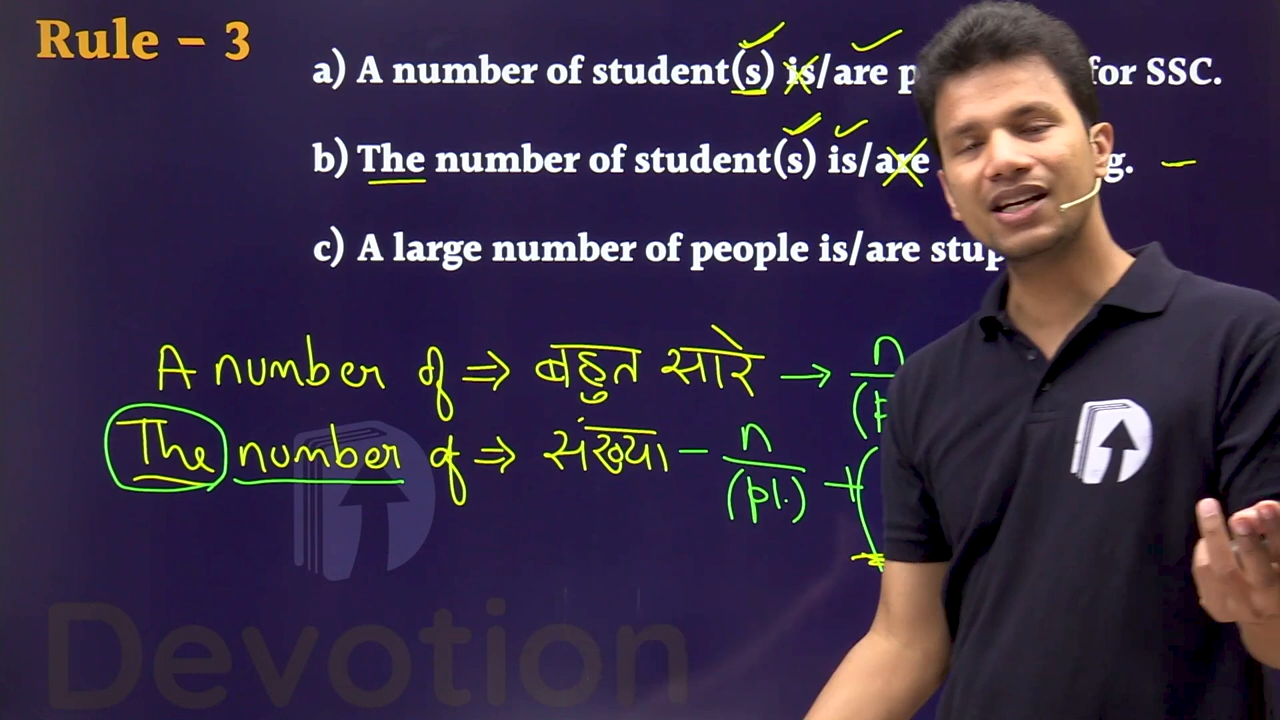 Rule – 3
a) A number of student(s) is/are p for SSC.
b) The number of student(s) is/are g.
c) A large number of people is/are stup
A number of ⇒ बहुत सारे → n
The number of ⇒ संख्या – n (pl.) +
Devotion